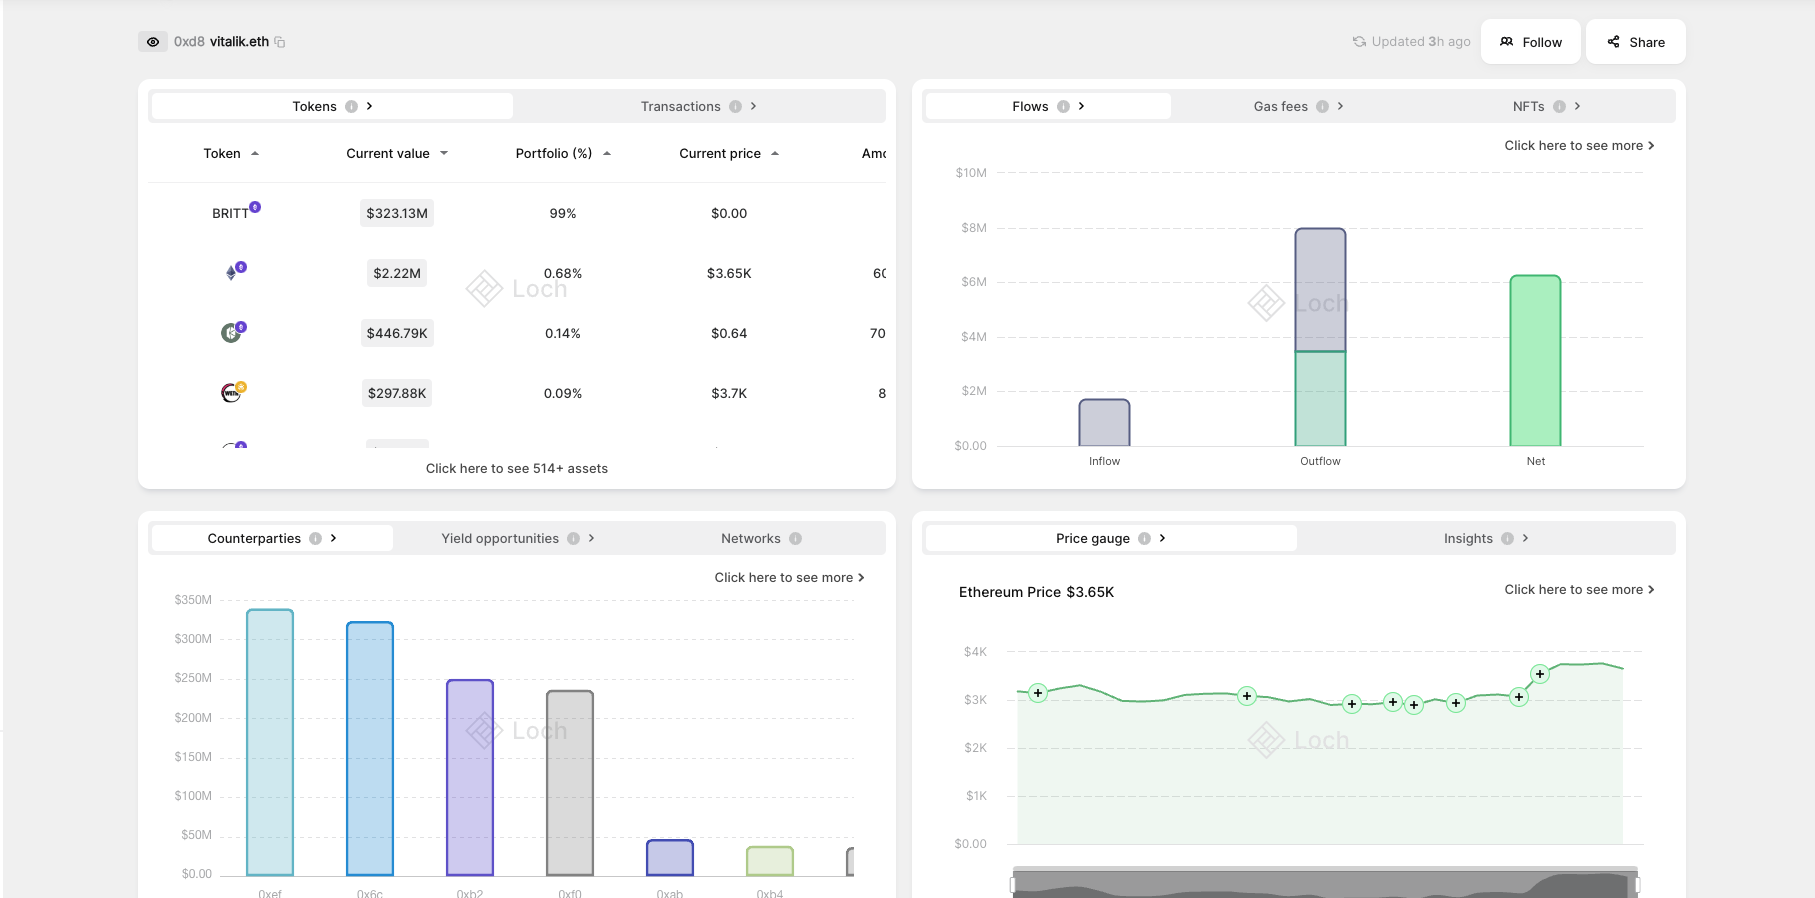 0xd8 vitalik.eth
Updated 3h ago
Follow
Share
Tokens
Transactions
Token
Current value
Portfolio (%)
Current price
BRITT
$323.13M
99%
$0.00
$2.22M
0.68%
$3.65K
60
$446.79K
0.14%
$0.64
70
$297.88K
0.09%
$3.7K
8
Loch
Click here to see 514+ assets
Flows
Gas fees
NFTs
Click here to see more
$10M
$8M
$6M
$4M
$2M
$0.00
Loch
Inflow
Outflow
Net
Counterparties
Yield opportunities
Networks
Click here to see more
$350M
$300M
$250M
$200M
$150M
$100M
$50M
$0.00
Loch
0xef
0x6c
0xb2
0xf0
0xab
0xb4
Price gauge
Insights
Ethereum Price $3.65K
Click here to see more
$4K
$3K
$2K
$1K
$0.00
Loch